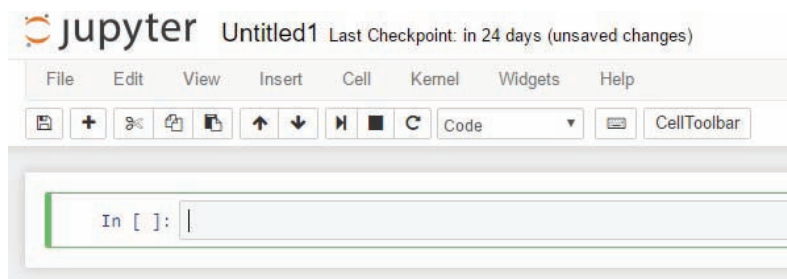 jupyter Untitled1 Last Checkpoint: in 24 days (unsaved changes)
File Edit View Insert Cell Kernel Widgets Help
Code CellToolbar
In [ ]: